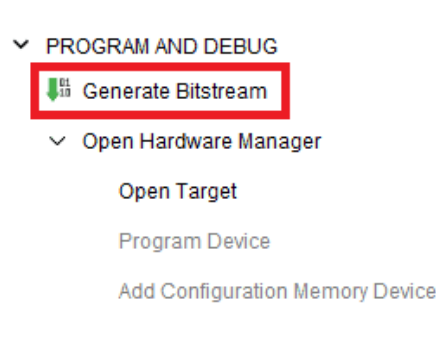 PROGRAM AND DEBUG
Generate Bitstream
Open Hardware Manager
Open Target
Program Device
Add Configuration Memory Device